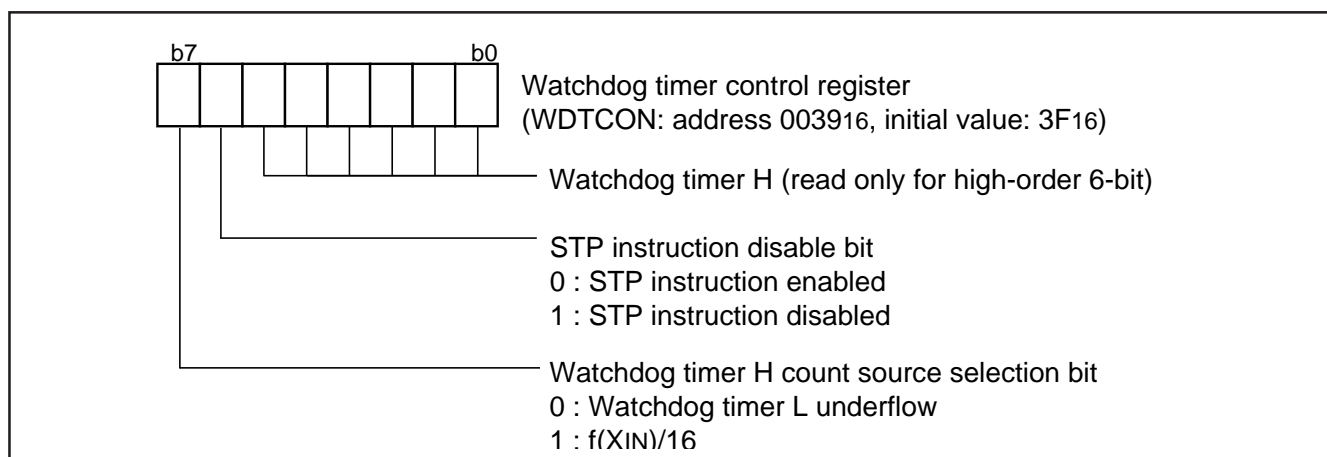 b7 b0
Watchdog timer control register
(WDTCON: address 003916, initial value: 3F16)
Watchdog timer H (read only for high-order 6-bit)
STP instruction disable bit
0 : STP instruction enabled
1 : STP instruction disabled
Watchdog timer H count source selection bit
0 : Watchdog timer L underflow
1 : f(XIN)/16